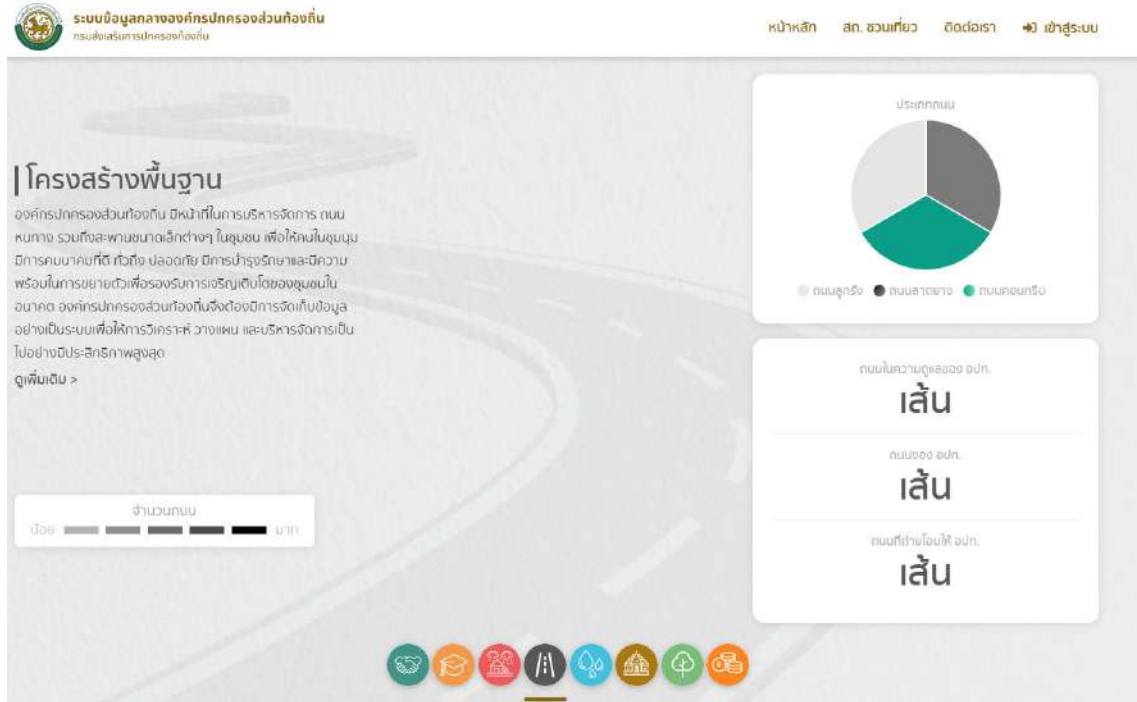 ระบบข้อมูลกลางองค์กรปกครองส่วนท้องถิ่น
กรมส่งเสริมการปกครองท้องถิ่น
หน้าหลัก สถ. ชวนเที่ยว ติดต่อเรา เข้าสู่ระบบ
โครงสร้างพื้นฐาน
องค์กรปกครองส่วนท้องถิ่น มีหน้าที่ในการบริหารจัดการ ถนน
หนทาง รวมถึงสะพานขนาดเล็กต่างๆ ในชุมชน เพื่อให้คนในชุมนุม
มีการคมนาคมที่ดี ทั่วถึง ปลอดภัย มีการบำรุงรักษาและมีความ
พร้อมในการขยายตัวเพื่อรองรับการเจริญเติบโตของชุมชนใน
อนาคต องค์กรปกครองส่วนท้องถิ่นจึงต้องมีการจัดเก็บข้อมูล
อย่างเป็นระบบเพื่อให้การวิเคราะห์ วางแผน และบริหารจัดการเป็น
ไปอย่างมีประสิทธิภาพสูงสุด
ดูเพิ่มเติม >
จำนวนถนน
น้อย มาก
ประเภทถนน
ถนนลูกรัง ถนนลาดยาง ถนนคอนกรีต
ถนนในความดูแลของ อปท.
เส้น
ถนนของ อปท.
เส้น
ถนนที่ถ่ายโอนให้ อปท.
เส้น